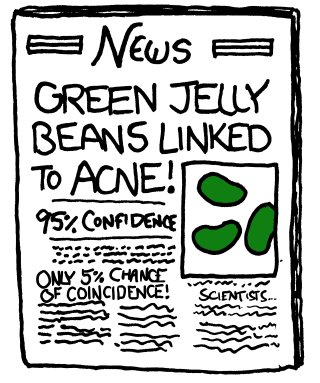 NEWS
GREEN JELLY
BEANS LINKED
TO ACNE!
95% CONFIDENCE
ONLY 5% CHANCE
OF COINCIDENCE!
SCIENTISTS...